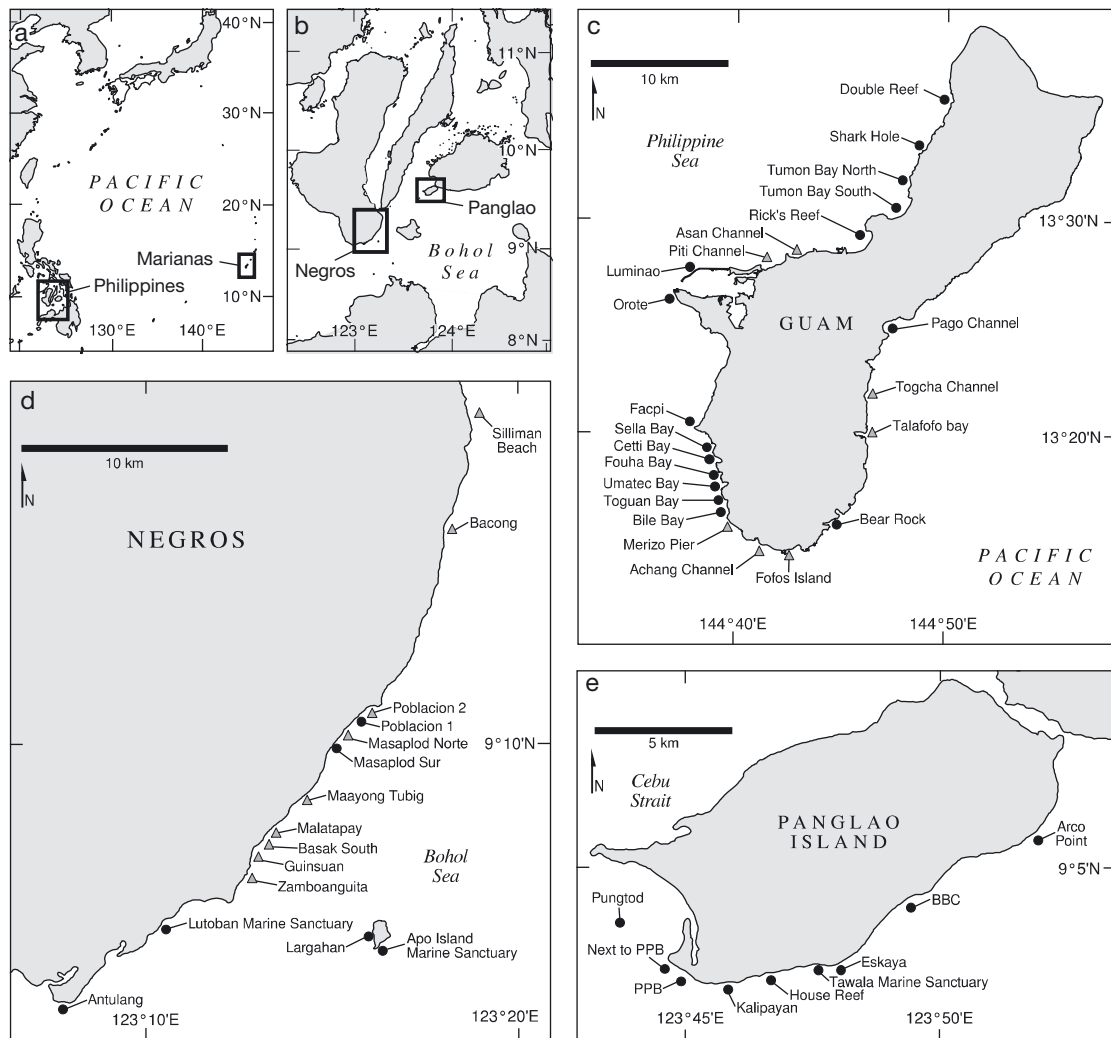 a
40°N
30°N
PACIFIC
OCEAN
20°N
Marianas
Philippines
10°N
130°E
140°E
b
11°N
10°N
Panglao
Bohol
Sea
9°N
Negros
123°E
124°E
8°N
c
10 km
N
Double Reef
Philippine
Sea
Shark Hole
Tumon Bay North
Tumon Bay South
Rick's Reef
13°30'N
Asan Channel
Piti Channel
Luminao
Orote
GUAM
Pago Channel
Togcha Channel
Facpi
Talafofo bay
Sella Bay
13°20'N
Cetti Bay
Fouha Bay
Umatec Bay
Toguan Bay
Bile Bay
Bear Rock
Merizo Pier
Achang Channel
Fofos Island
PACIFIC
OCEAN
144°40'E
144°50'E
d
Silliman
Beach
10 km
N
Bacong
NEGROS
Poblacion 2
Poblacion 1
Masaplod Norte
9°10'N
Masaplod Sur
Maayong Tubig
Malatapay
Basak South
Bohol
Sea
Guinsuan
Zamboanguita
Lutoban Marine Sanctuary
Largahan
Apo Island
Marine Sanctuary
Antulang
123°10'E
123°20'E
e
5 km
N
Cebu
Strait
PANGLAO
ISLAND
Arco
Point
9°5'N
Pungtod
BBC
Next to PPB
Eskaya
Tawala Marine Sanctuary
PPB
House Reef
Kalipayan
123°45'E
123°50'E